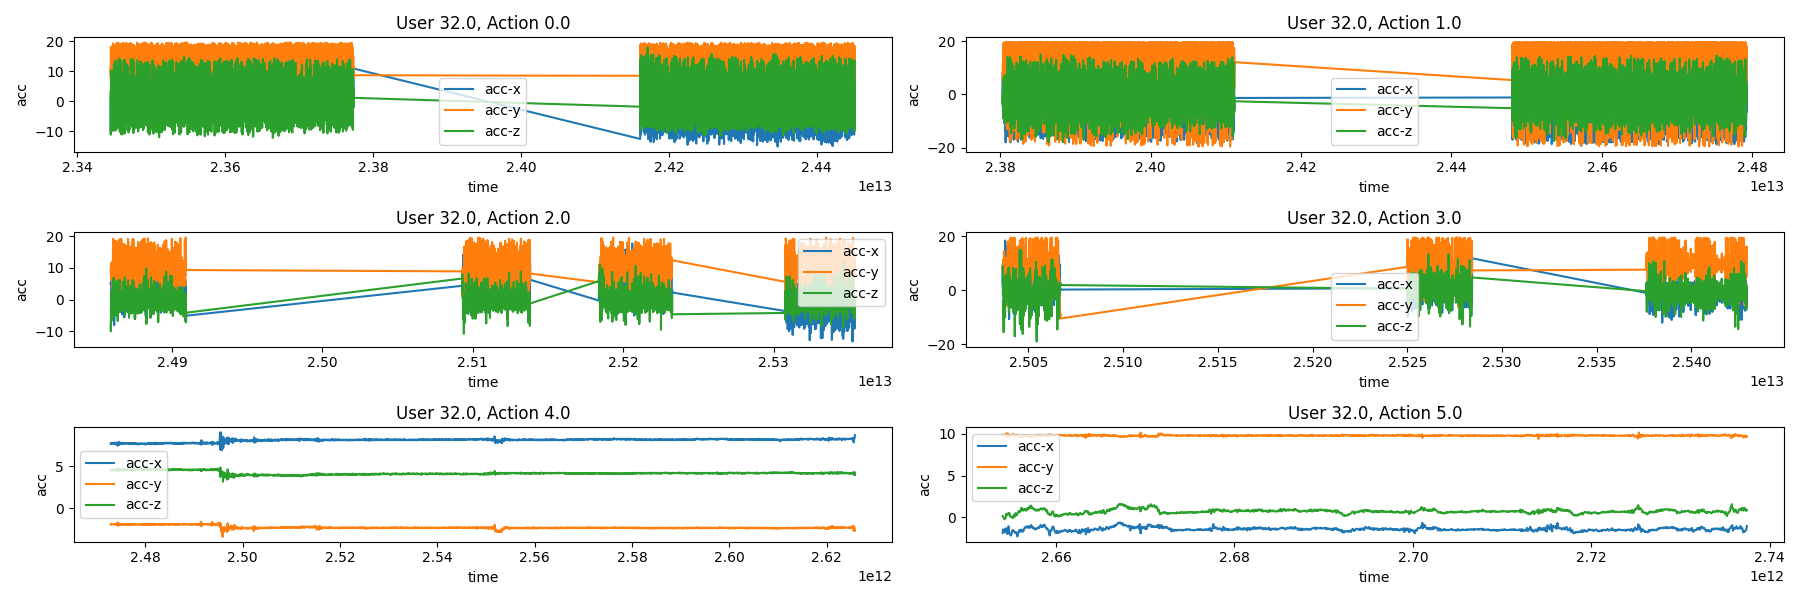 User 32.0, Action 0.0
acc
20
10
0
−10
acc-x
acc-y
acc-z
2.34 2.36 2.38 2.40 2.42 2.44
time
1e13
User 32.0, Action 1.0
acc
20
0
−20
acc-x
acc-y
acc-z
2.38 2.40 2.42 2.44 2.46 2.48
time
1e13
User 32.0, Action 2.0
acc
20
10
0
−10
acc-x
acc-y
acc-z
2.49 2.50 2.51 2.52 2.53
time
1e13
User 32.0, Action 3.0
acc
20
0
−20
acc-x
acc-y
acc-z
2.505 2.510 2.515 2.520 2.525 2.530 2.535 2.540
time
1e13
User 32.0, Action 4.0
acc
5
0
acc-x
acc-y
acc-z
2.48 2.50 2.52 2.54 2.56 2.58 2.60 2.62
time
1e12
User 32.0, Action 5.0
acc
10
5
0
acc-x
acc-y
acc-z
2.66 2.68 2.70 2.72 2.74
time
1e12